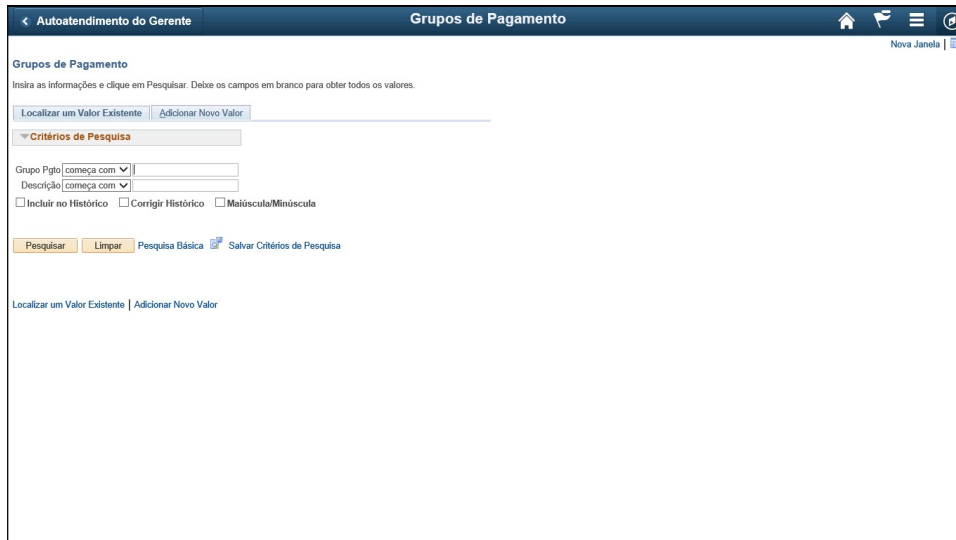 Autoatendimento do Gerente Grupos de Pagamento
Nova Janela |
Grupos de Pagamento
Insira as informações e clique em Pesquisar. Deixe os campos em branco para obter todos os valores.
Localizar um Valor Existente Adicionar Novo Valor
Critérios de Pesquisa
Grupo Pgto começa com
Descrição começa com
Incluir no Histórico Corrigir Histórico Maiúscula/Minúscula
Pesquisar Limpar Pesquisa Básica Salvar Critérios de Pesquisa
Localizar um Valor Existente | Adicionar Novo Valor